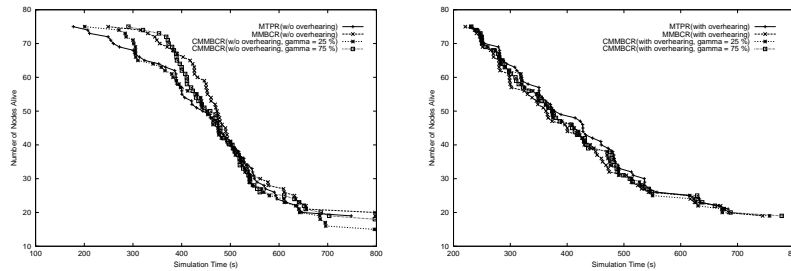 80
70
60
50
40
30
20
10
Number of Nodes Alive
100 200 300 400 500 600 700 800
Simulation Time (s)
MTPR(w/o overhearing)
MMBCR(w/o overhearing)
CMMBCR(w/o overhearing, gamma = 25 %)
CMMBCR(w/o overhearing, gamma = 75 %)
80
70
60
50
40
30
20
10
Number of Nodes Alive
200 300 400 500 600 700 800
Simulation Time (s)
MTPR(with overhearing)
MMBCR(with overhearing)
CMMBCR(with overhearing, gamma = 25 %)
CMMBCR(with overhearing, gamma = 75 %)